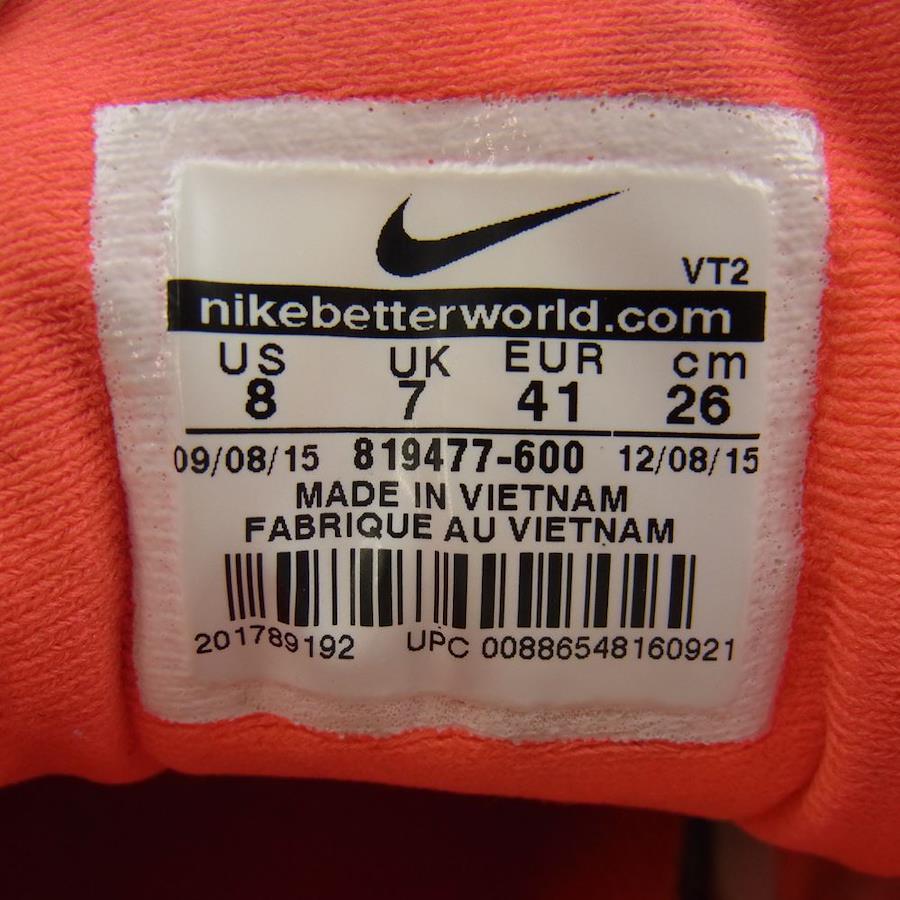 VT2
nikebetterworld.com
US UK EUR cm
8 7 41 26
09/08/15 819477-600 12/08/15
MADE IN VIETNAM
FABRIQUE AU VIETNAM
201789192 UPC 00886548160921